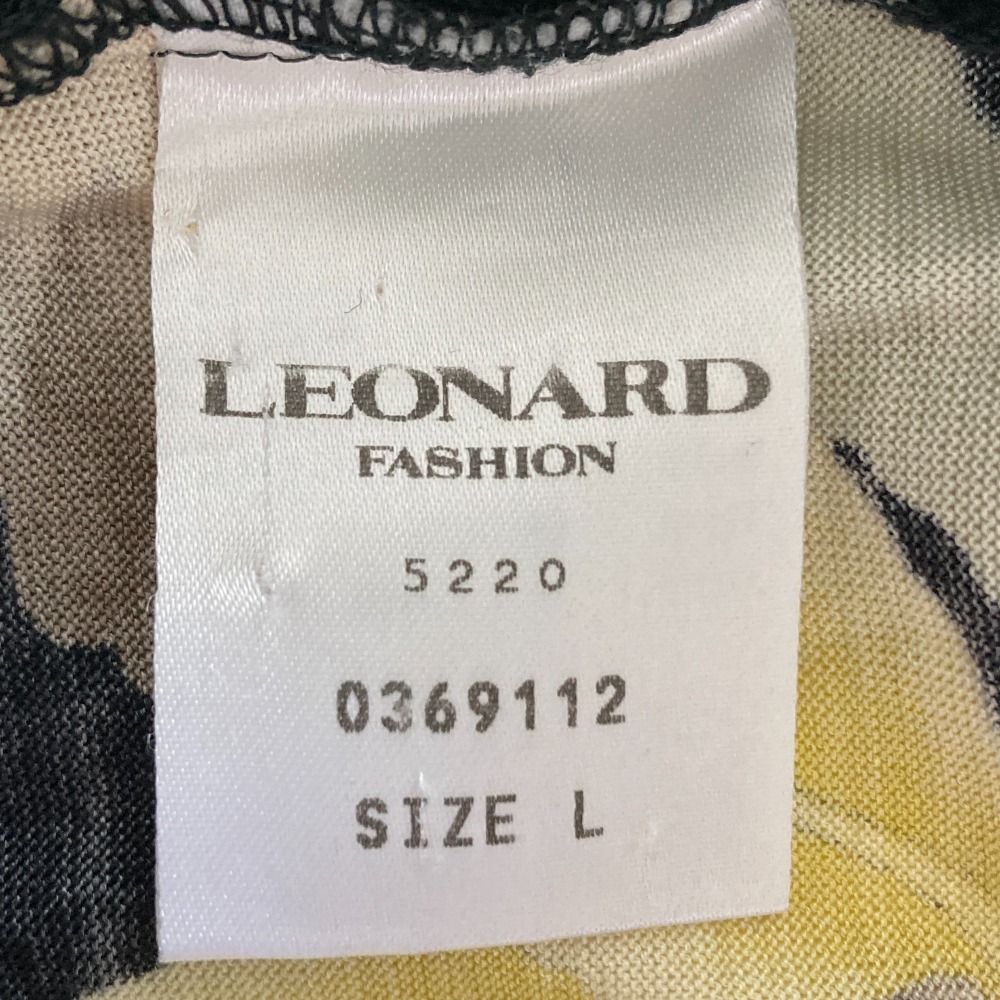 LEONARD
FASHION
5220
0369112
SIZE L